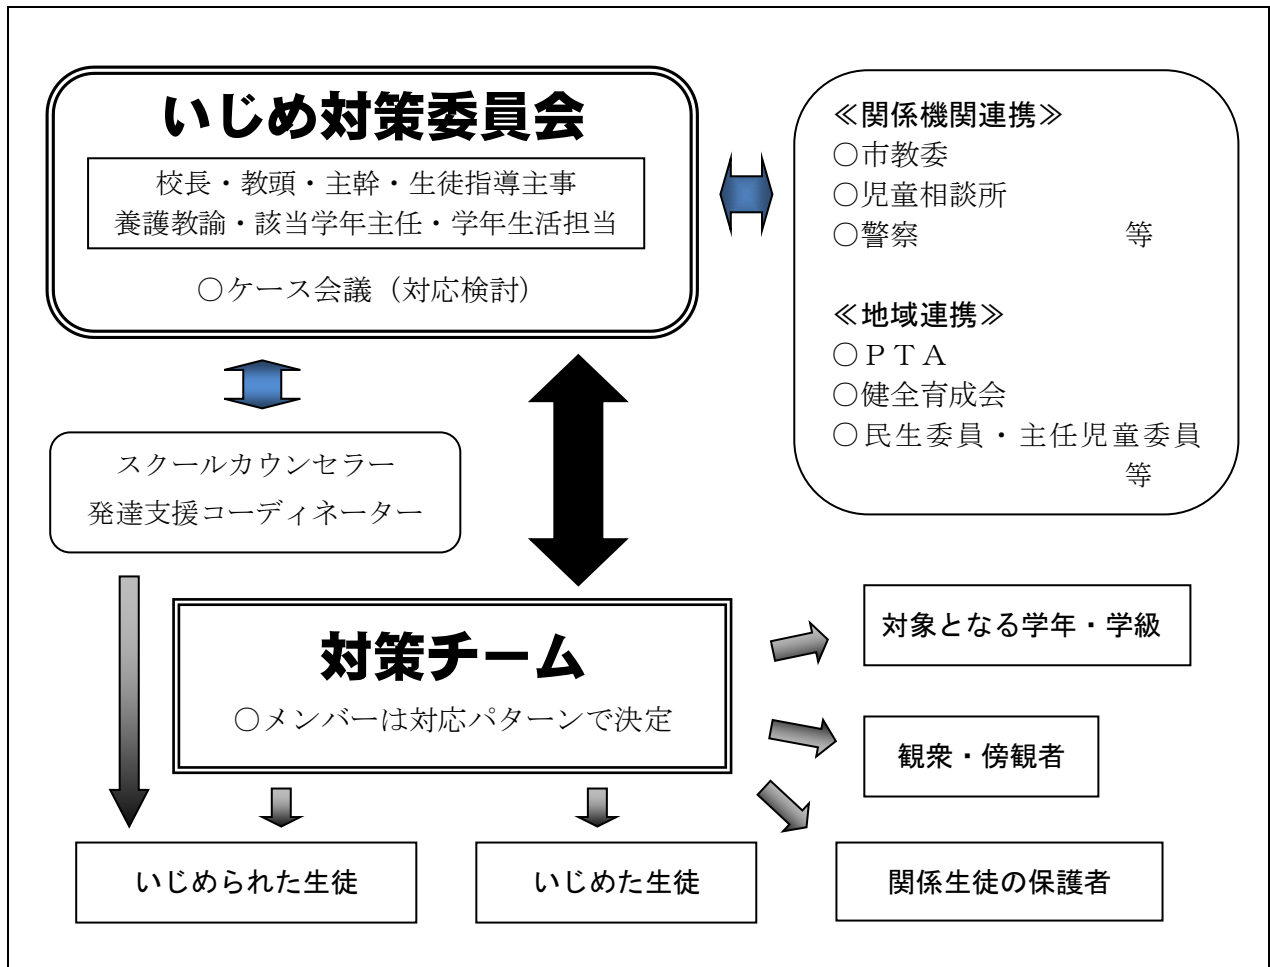 いじめ対策委員会
校長・教頭・主幹・生徒指導主事
養護教諭・該当学年主任・学年生活担当
○ケース会議（対応検討）
≪関係機関連携≫
○市教委
○児童相談所
○警察　　　　　　　等
≪地域連携≫
○ＰＴＡ
○健全育成会
○民生委員・主任児童委員
等
スクールカウンセラー
発達支援コーディネーター
対策チーム
○メンバーは対応パターンで決定
対象となる学年・学級
観衆・傍観者
いじめられた生徒
いじめた生徒
関係生徒の保護者